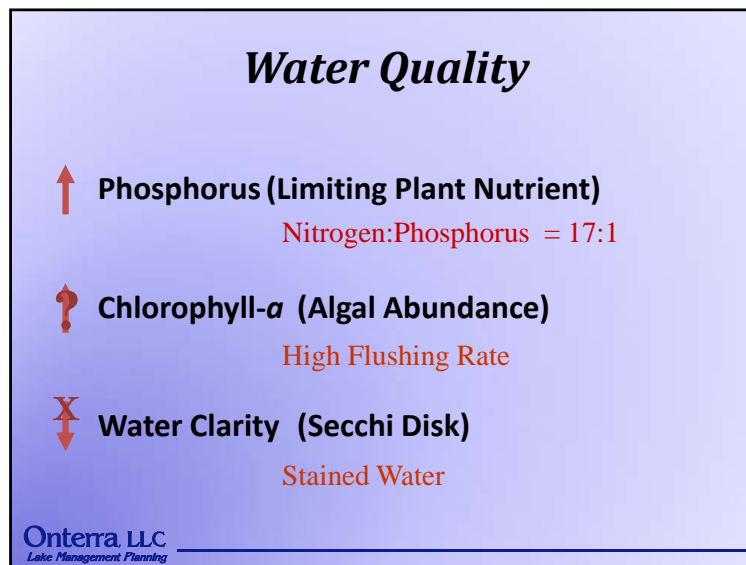 Water Quality
Phosphorus (Limiting Plant Nutrient)
Nitrogen:Phosphorus = 17:1
?
Chlorophyll-a (Algal Abundance)
High Flushing Rate
X
Water Clarity (Secchi Disk)
Stained Water
Onterra, LLC
Lake Management Planning